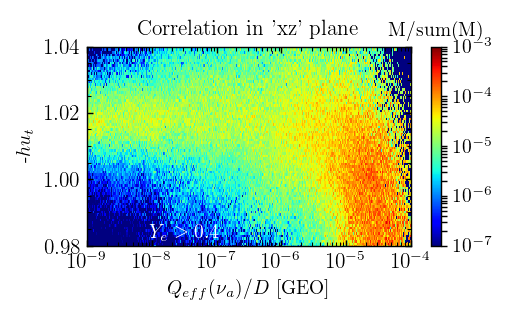 Correlation in 'xz' plane
M/sum(M)
-hu_t
1.04
1.02
1.00
0.98
Y_e > 0.4
10^{-9} 10^{-8} 10^{-7} 10^{-6} 10^{-5} 10^{-4}
Q_{eff}(ν_a)/D [GEO]
10^{-3}
10^{-4}
10^{-5}
10^{-6}
10^{-7}